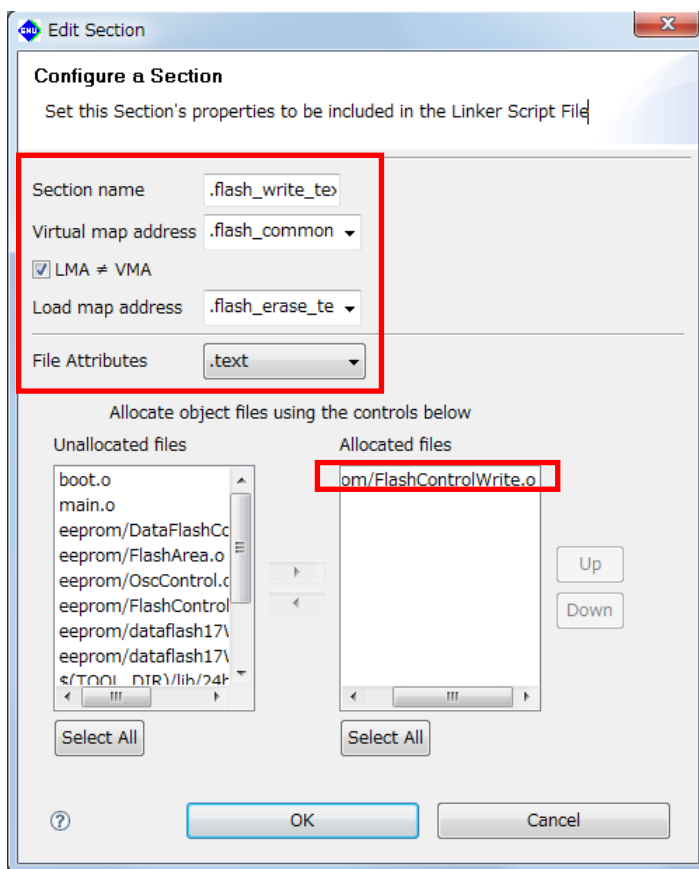 GNU Edit Section
Configure a Section
Set this Section's properties to be included in the Linker Script File
Section name .flash_write_tex
Virtual map address .flash_common
LMA ≠ VMA
Load map address .flash_erase_te
File Attributes .text
Allocate object files using the controls below
Unallocated files Allocated files
boot.o om/FlashControlWrite.o
main.o
eeprom/DataFlashCo
eeprom/FlashArea.o
eeprom/OscControl.o
eeprom/FlashControl
eeprom/dataflash17W
eeprom/dataflash17W
$(TOOL_DIR)/lib/24b
Up
Down
Select All Select All
? OK Cancel